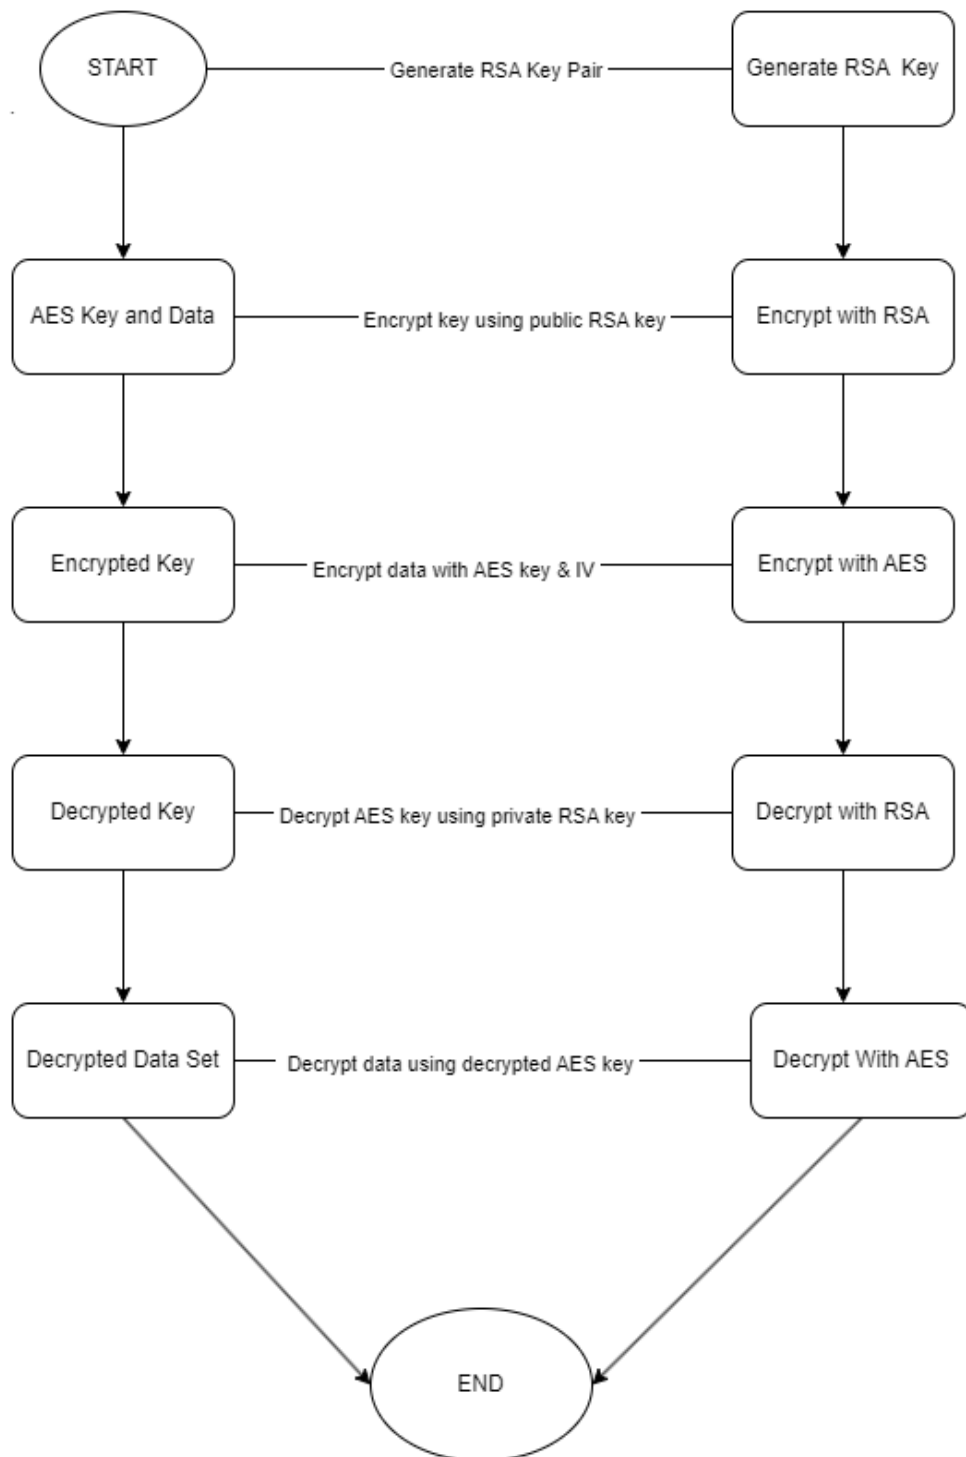 START
Generate RSA Key Pair
Generate RSA Key
AES Key and Data
Encrypt key using public RSA key
Encrypt with RSA
Encrypted Key
Encrypt data with AES key & IV
Encrypt with AES
Decrypted Key
Decrypt AES key using private RSA key
Decrypt with RSA
Decrypted Data Set
Decrypt data using decrypted AES key
Decrypt With AES
END